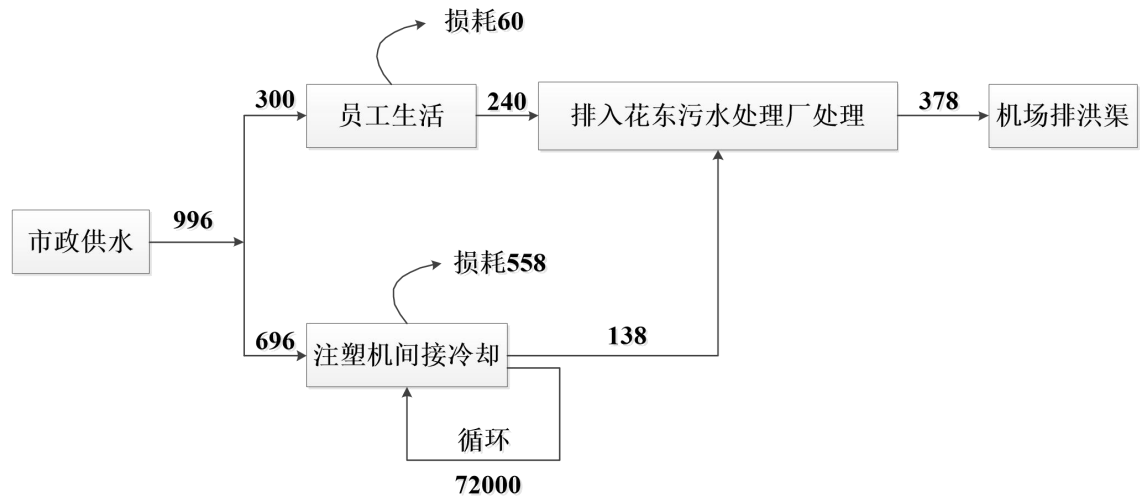 损耗60
300
员工生活
240
排入花东污水处理厂处理
378
机场排洪渠
市政供水
996
损耗558
696
注塑机间接冷却
138
循环
72000